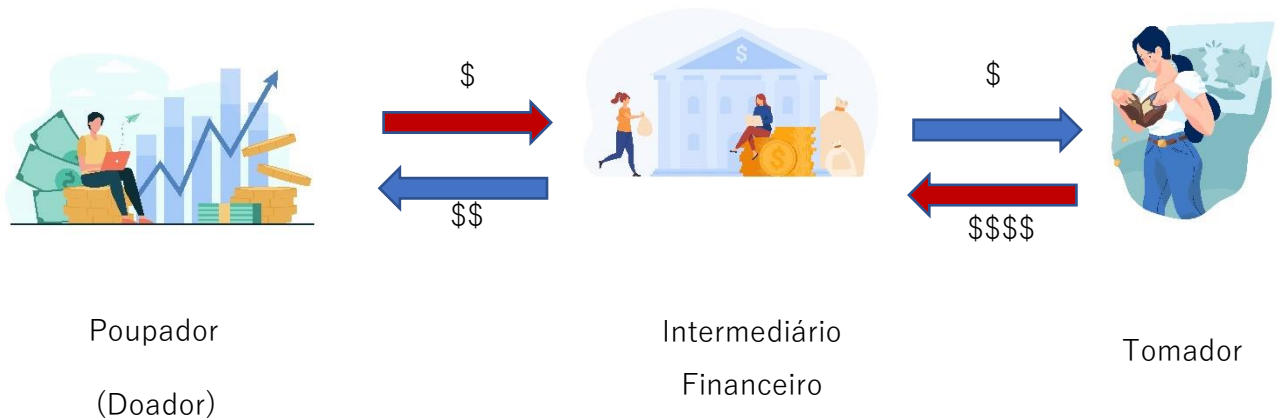 $
$
$$
$$$$
Poupador
(Doador)
Intermediário
Financeiro
Tomador